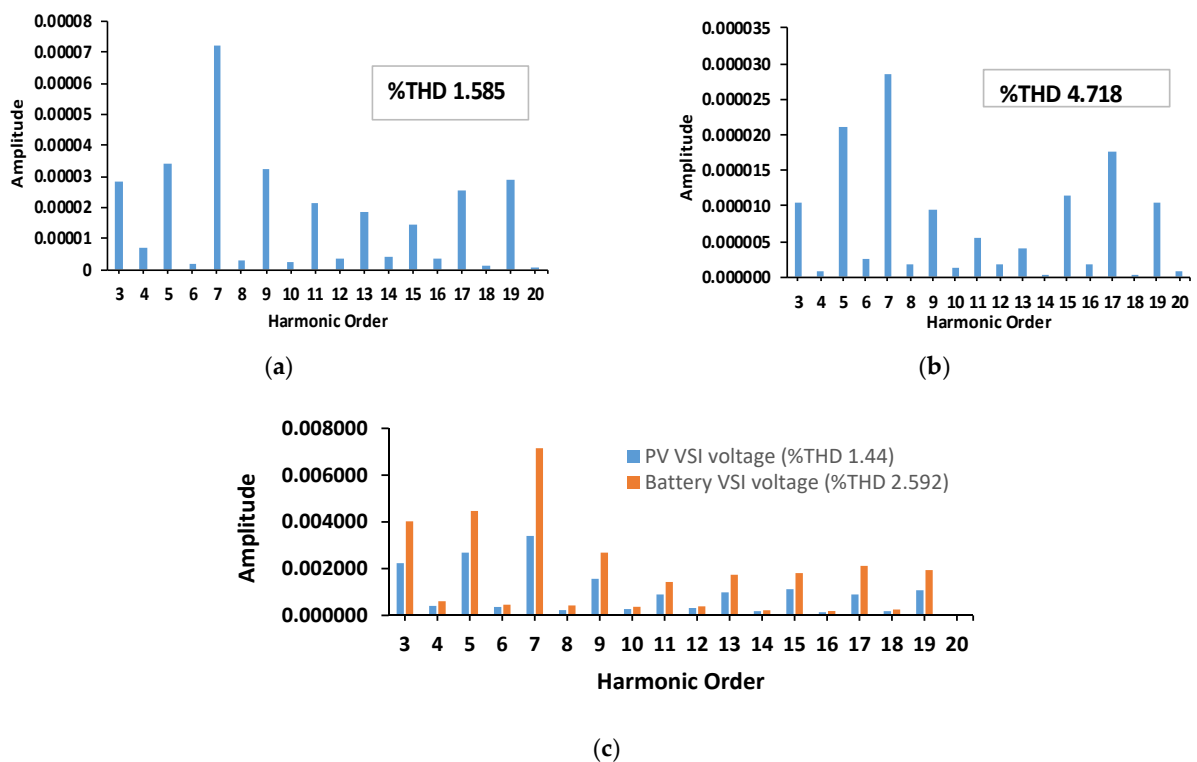 0.00008
0.00007
0.00006
0.00005
0.00004
0.00003
0.00002
0.00001
0
Amplitude
%THD 1.585
3 4 5 6 7 8 9 10 11 12 13 14 15 16 17 18 19 20
Harmonic Order
(a)
0.000035
0.000030
0.000020
0.000015
0.000010
0.000005
0.000000
Amplitude
%THD 4.718
3 4 5 6 7 8 9 10 11 12 13 14 15 16 17 18 19 20
Harmonic Order
(b)
0.008000
0.006000
0.004000
0.002000
0.000000
Amplitude
PV VSI voltage (%THD 1.44)
Battery VSI voltage (%THD 2.592)
3 4 5 6 7 8 9 10 11 12 13 14 15 16 17 18 19 20
Harmonic Order
(c)